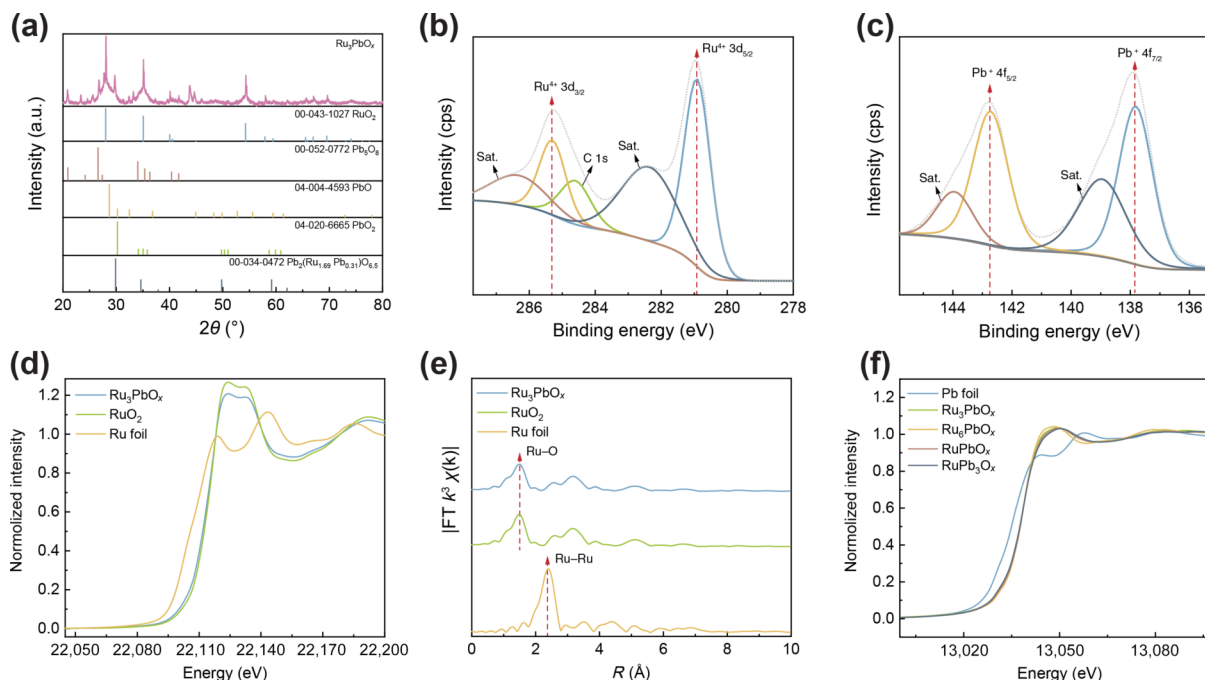 (a)
Intensity (a.u.)
Ru₃PbOₓ
00-043-1027 RuO₂
00-052-0772 Pb₅O₈
04-004-4593 PbO
04-020-6665 PbO₂
00-034-0472 Pb₂(Ru₁.₆₉ Pb₀.₃₁)O₆.₅
20 30 40 50 60 70 80
2θ (°)
(b)
Intensity (cps)
Ru⁴⁺ 3d₅/₂
Ru⁴⁺ 3d₃/₂
C 1s
Sat.
Sat.
286 284 282 280 278
Binding energy (eV)
(c)
Intensity (cps)
Pb⁺ 4f₇/₂
Pb⁺ 4f₅/₂
Sat.
Sat.
144 142 140 138 136
Binding energy (eV)
(d)
Normolized intensity
1.2
1.0
0.8
0.6
0.4
0.2
0.0
Ru₃PbOₓ
RuO₂
Ru foil
22,050 22,080 22,110 22,140 22,170 22,200
Energy (eV)
(e)
|FT k³ χ(k)|
Ru₃PbOₓ
RuO₂
Ru foil
Ru–O
Ru–Ru
0 2 4 6 8 10
R (Å)
(f)
Normolized intensity
1.2
1.0
0.8
0.6
0.4
0.2
0.0
Pb foil
Ru₃PbOₓ
Ru₆PbOₓ
RuPbOₓ
RuPb₃Oₓ
13,020 13,050 13,080
Energy (eV)